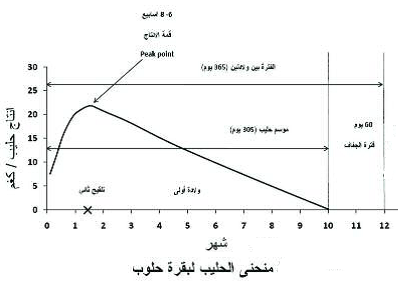 6- 8 اسابيع
قمة الانتاج
Peak point
الفترة بين ولادتين (365 يوم)
موسم حليب (305 يوم)
60 يوم
فترة الجفاف
انتاج حليب / كغم
30
25
20
15
10
5
0
تلقيح ثاني
ولادة أولى
0 1 2 3 4 5 6 7 8 9 10 11 12
شهر
منحنى الحليب لبقرة حلوب